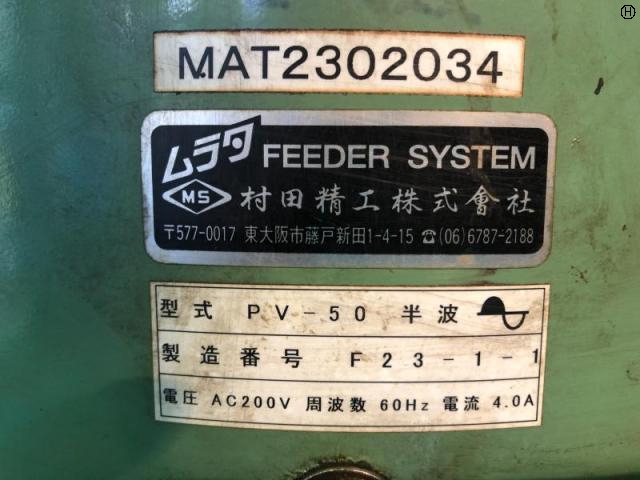 MAT2302034
ムラタ FEEDER SYSTEM
MS 村田精工株式會社
〒577-0017 東大阪市藤戸新田1-4-15 ☎(06)6787-2188
型式 PV-50 半波
製造番号 F23-1-1
電圧 AC200V 周波数 60Hz 電流 4.0A
H